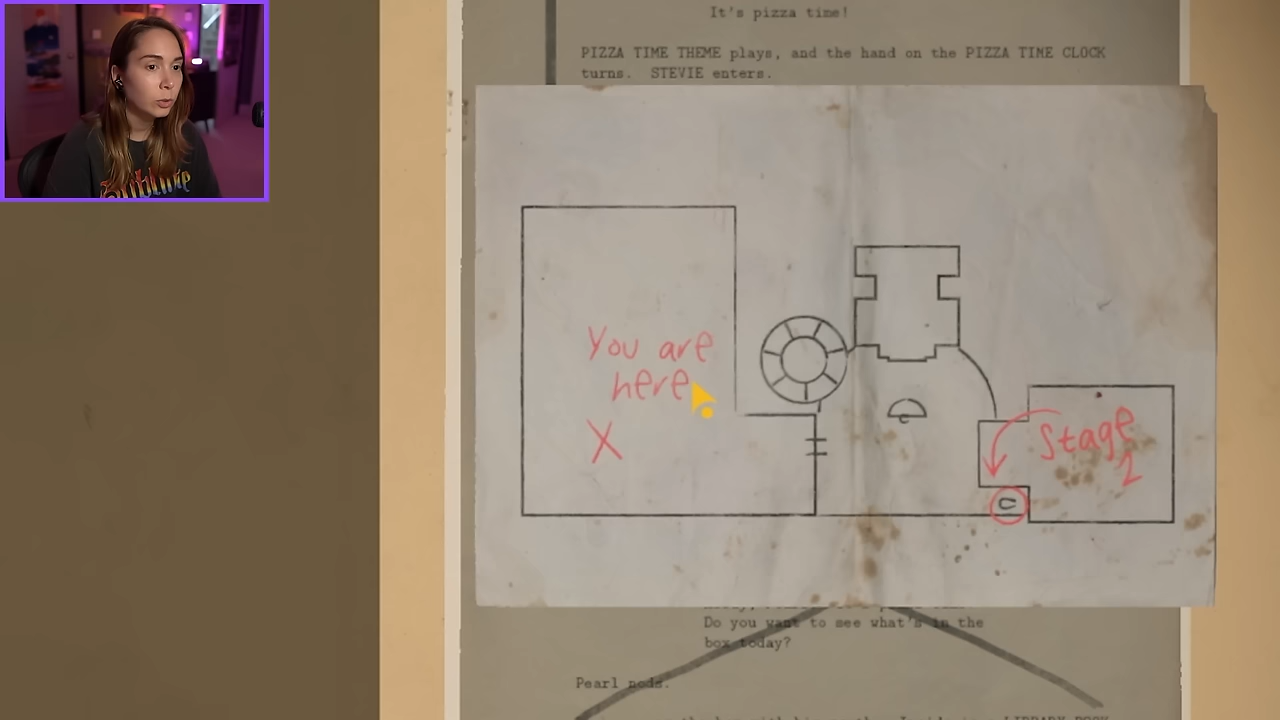 It's pizza time!
PIZZA TIME THEME plays, and the hand on the PIZZA TIME CLOCK
turns. STEVIE enters.
You are
here
X
Stage
2
Do you want to see what's in the
box today?
Pearl nods.